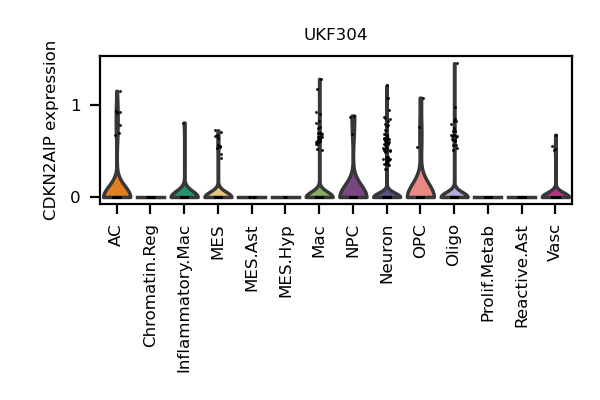 UKF304
CDKN2AIP expression
1
0
AC
Chromatin.Reg
Inflammatory.Mac
MES
MES.Ast
MES.Hyp
Mac
NPC
Neuron
OPC
Oligo
Prolif.Metab
Reactive.Ast
Vasc